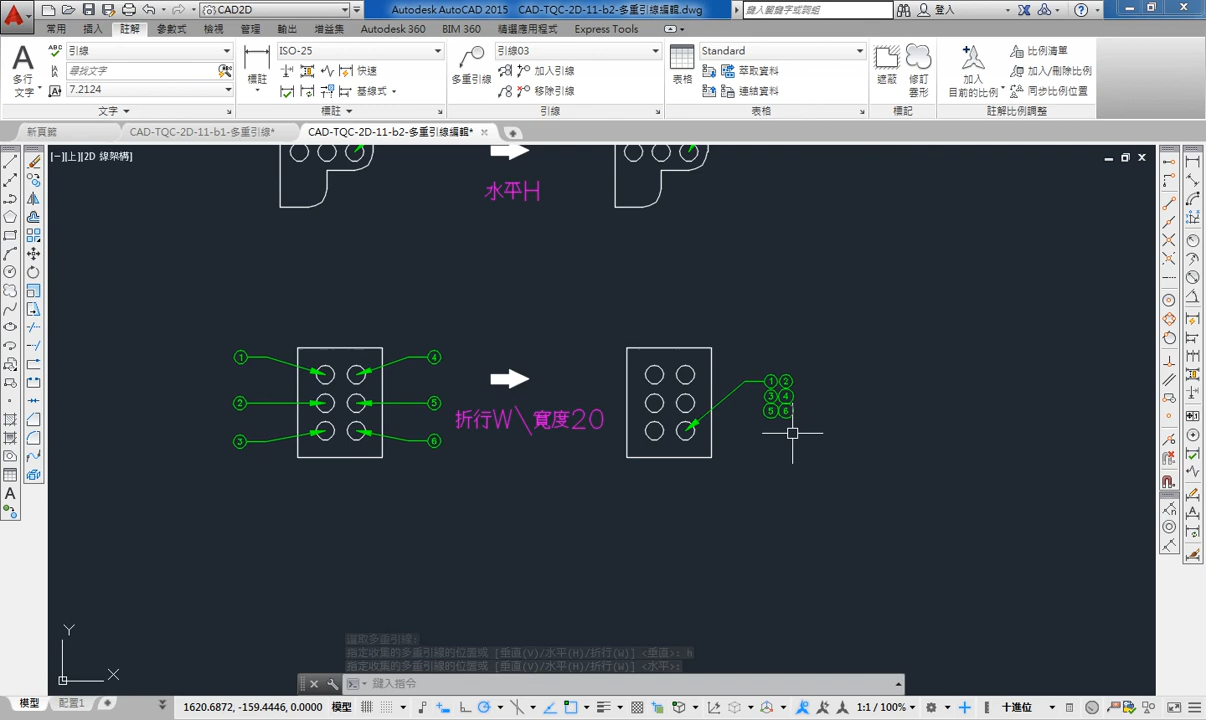 CAD2D
Autodesk AutoCAD 2015 CAD-TQC-2D-11-b2-多重引線編輯.dwg
鍵入關鍵字或詞組
登入
常用 插入 註解 參數式 檢視 管理 輸出 增益集 Autodesk 360 BIM 360 精選應用程式 Express Tools
引線 ISO-25 引線03 Standard
尋找文字 快速 加入引線 萃取資料 比例清單
7.2124 基線式 移除引線 連結資料 加入/刪除比例
多行文字 標註 多重引線 表格 遮蔽 修訂雲形 加入目前的比例 同步比例位置
文字 標註 引線 表格 標記 註解比例調整
新頁籤 CAD-TQC-2D-11-b1-多重引線* CAD-TQC-2D-11-b2-多重引線編輯*
[−]|上][2D 線架構]
水平H
1 4
2 5
3 6
折行W\寬度20
1 2
3 4
5 6
Y
X
選取多重引線:
指定收集的多重引線的位置或 [垂直(V)/水平(H)/折行(W)] <垂直>: h
指定收集的多重引線的位置或 [垂直(V)/水平(H)/折行(W)] <水平>:
鍵入指令
模型 配置1
1620.6872, -159.4446, 0.0000 模型 1:1 / 100% 十進位